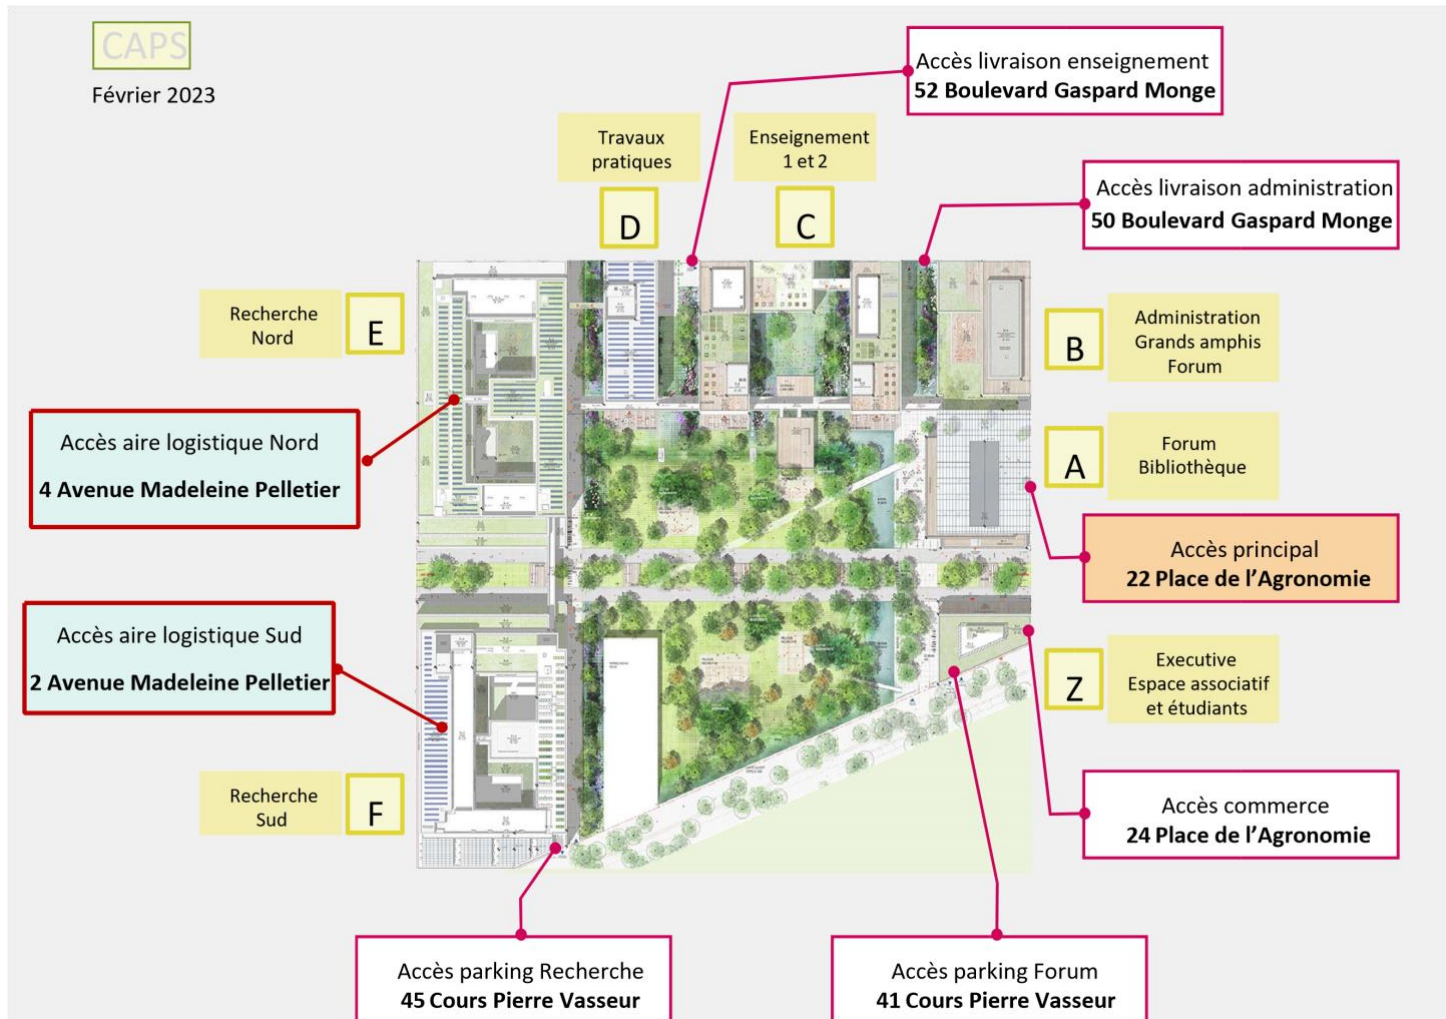 CAPS
Février 2023
Accès livraison enseignement
52 Boulevard Gaspard Monge
Travaux
pratiques
D
Enseignement
1 et 2
C
Accès livraison administration
50 Boulevard Gaspard Monge
Recherche
Nord
E
B
Administration
Grands amphis
Forum
Accès aire logistique Nord
4 Avenue Madeleine Pelletier
A
Forum
Bibliothèque
Accès principal
22 Place de l’Agronomie
Accès aire logistique Sud
2 Avenue Madeleine Pelletier
Z
Executive
Espace associatif
et étudiants
Recherche
Sud
F
Accès commerce
24 Place de l’Agronomie
Accès parking Recherche
45 Cours Pierre Vasseur
Accès parking Forum
41 Cours Pierre Vasseur